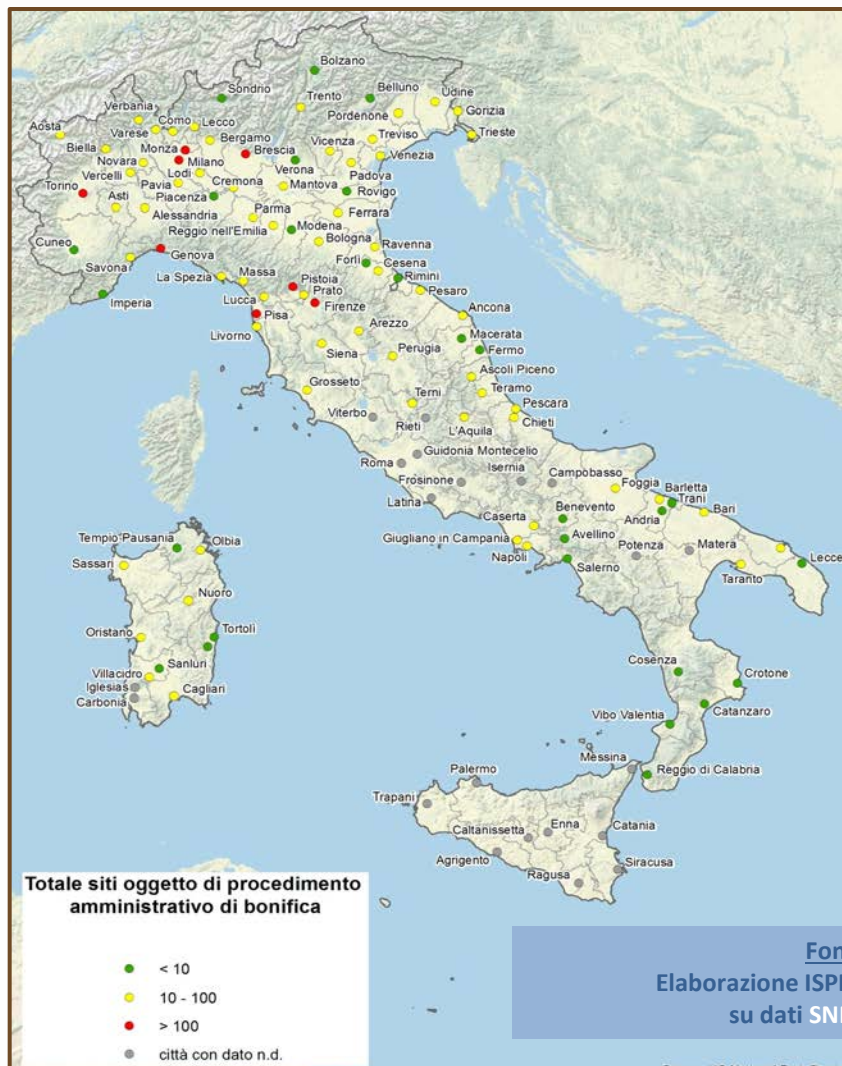 Bolzano
Sondrio
Belluno
Trento
Udine
Pordenone
Gorizia
Verbania
Como
Lecco
Aosta
Varese
Bergamo
Vicenza
Treviso
Trieste
Biella
Monza
Brescia
Venezia
Novara
Milano
Verona
Padova
Vercelli
Lodi
Cremona
Torino
Pavia
Mantova
Rovigo
Asti
Piacenza
Parma
Ferrara
Alessandria
Reggio nell'Emilia
Modena
Cuneo
Bologna
Ravenna
Savona
Genova
Forlì
Cesena
La Spezia
Massa
Pistoia
Rimini
Imperia
Prato
Pesaro
Lucca
Firenze
Pisa
Ancona
Livorno
Arezzo
Macerata
Siena
Perugia
Fermo
Ascoli Piceno
Grosseto
Terni
Teramo
Viterbo
Pescara
Rieti
L'Aquila
Chieti
Guidonia Montecelio
Roma
Isernia
Campobasso
Frosinone
Foggia
Barletta
Latina
Trani
Benevento
Bari
Caserta
Andria
Tempio Pausania
Avellino
Giugliano in Campania
Olbia
Potenza
Matera
Sassari
Napoli
Salerno
Lecce
Taranto
Nuoro
Oristano
Tortolì
Cosenza
Sanluri
Crotone
Villacidro
Iglesias
Cagliari
Carbonia
Catanzaro
Vibo Valentia
Messina
Palermo
Reggio di Calabria
Trapani
Enna
Caltanissetta
Catania
Agrigento
Siracusa
Ragusa
Totale siti oggetto di procedimento
amministrativo di bonifica
< 10
10 - 100
> 100
città con dato n.d.
Fon
Elaborazione ISP
su dati SN